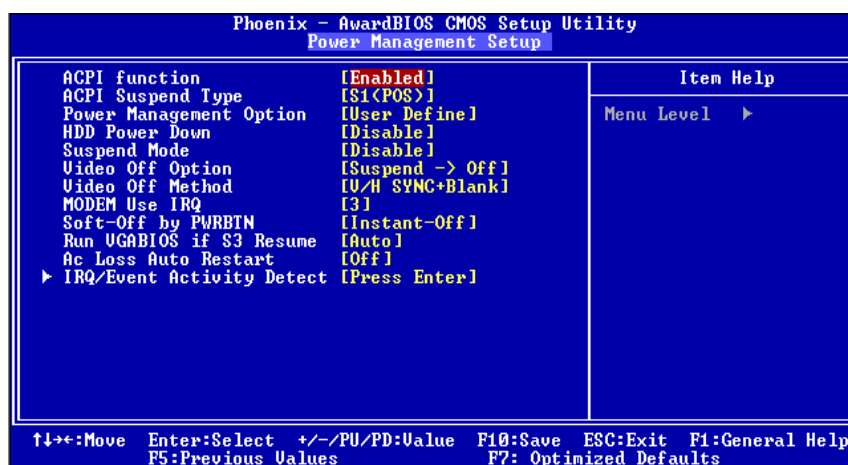 Phoenix - AwardBIOS CMOS Setup Utility
Power Management Setup
ACPI function [Enabled]
ACPI Suspend Type [S1(POS)]
Power Management Option [User Define]
HDD Power Down [Disable]
Suspend Mode [Disable]
Video Off Option [Suspend -> Off]
Video Off Method [V/H SYNC+Blank]
MODEM Use IRQ [3]
Soft-Off by PWRBTN [Instant-Off]
Run VGABIOS if S3 Resume [Auto]
Ac Loss Auto Restart [Off]
▶ IRQ/Event Activity Detect [Press Enter]
Item Help
Menu Level ▶
↑↓→←:Move Enter:Select +/-/PU/PD:Value F10:Save ESC:Exit F1:General Help
F5:Previous Values F7: Optimized Defaults